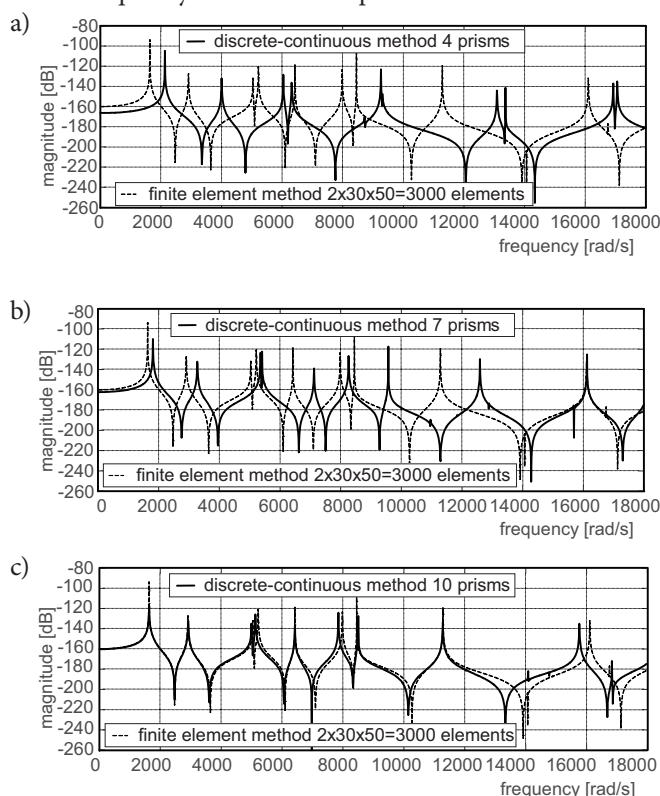 a)
-80
-100
-120
-140
-160
-180
-200
-220
-240
-260
magnitude [dB]
discrete-continuous method 4 prisms
finite element method 2x30x50=3000 elements
0 2000 4000 6000 8000 10000 12000 14000 16000 18000
frequency [rad/s]
b)
-80
-100
-120
-140
-160
-180
-200
-220
-240
-260
magnitude [dB]
discrete-continuous method 7 prisms
finite element method 2x30x50=3000 elements
0 2000 4000 6000 8000 10000 12000 14000 16000 18000
frequency [rad/s]
c)
-80
-100
-120
-140
-160
-180
-200
-220
-240
-260
magnitude [dB]
discrete-continuous method 10 prisms
finite element method 2x30x50=3000 elements
0 2000 4000 6000 8000 10000 12000 14000 16000 18000
frequency [rad/s]